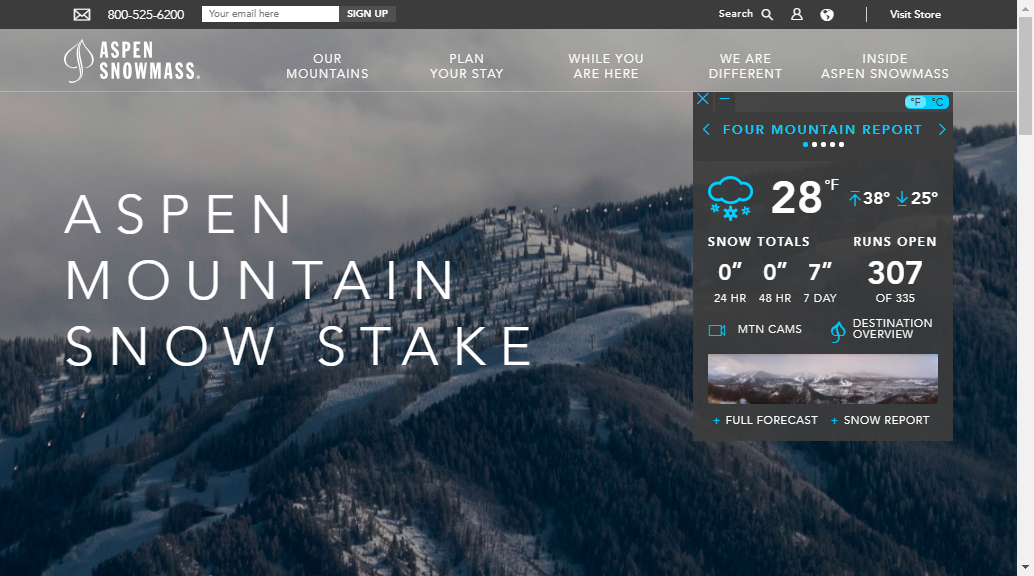 800-525-6200
Your email here
SIGN UP
Search
Visit Store
ASPEN
SNOWMASS®
OUR
MOUNTAINS
PLAN
YOUR STAY
WHILE YOU
ARE HERE
WE ARE
DIFFERENT
INSIDE
ASPEN SNOWMASS
°F °C
FOUR MOUNTAIN REPORT
28°F 38° 25°
SNOW TOTALS
RUNS OPEN
0” 0” 7”
307
24 HR 48 HR 7 DAY
OF 335
MTN CAMS
DESTINATION
OVERVIEW
+ FULL FORECAST + SNOW REPORT
ASPEN
MOUNTAIN
SNOW STAKE